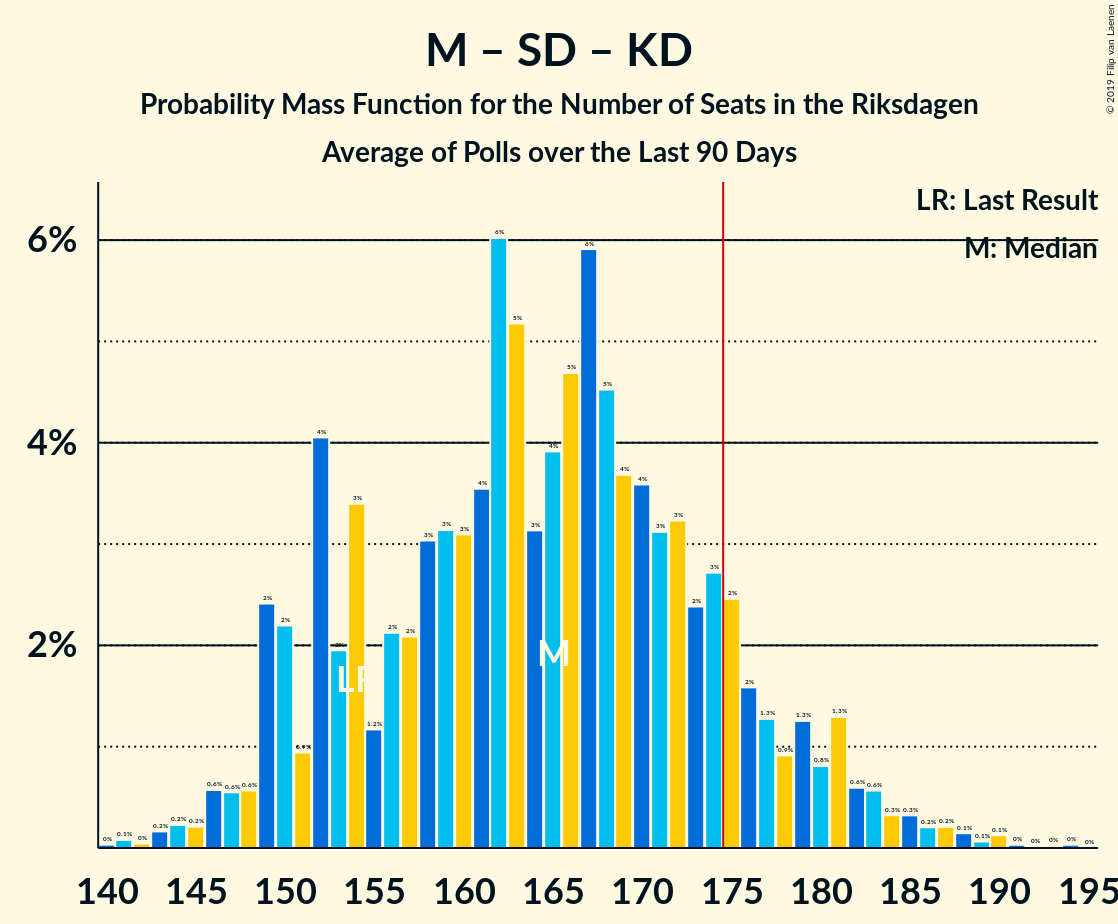 M – SD – KD
Probability Mass Function for the Number of Seats in the Riksdagen
Average of Polls over the Last 90 Days
© 2019 Filip van Laenen
LR: Last Result
M: Median
6%
4%
2%
0% 0.1% 0% 0.2% 0.2% 0.2% 0.6% 0.6% 0.6% 2% 2% 0.9% 4% 2% 3% 1.2% 2% 2% 3% 3% 3% 4% 6% 5% 3% 4% 5% 6% 5% 4% 4% 3% 3% 2% 3% 2% 2% 1.3% 0.9% 1.3% 0.8% 1.3% 0.6% 0.6% 0.3% 0.3% 0.2% 0.2% 0.1% 0.1% 0.1% 0% 0% 0% 0% 0%
LR
M
140 145 150 155 160 165 170 175 180 185 190 195